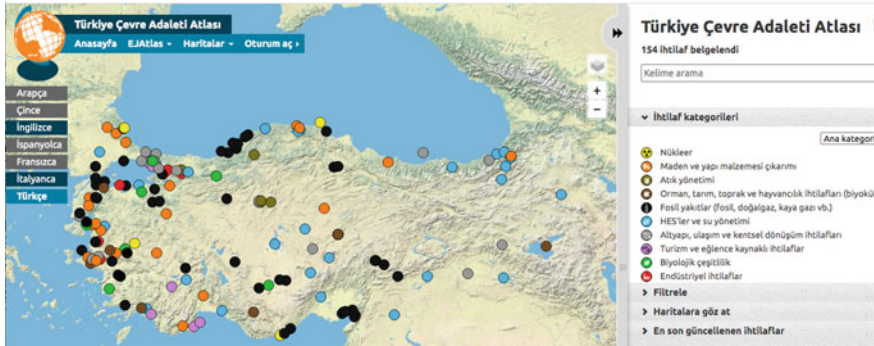 Türkiye Çevre Adaleti Atlası
Anasayfa EJAtlas Haritalar Oturum aç
Arapça
Çince
İngilizce
İspanyolca
Fransızca
İtalyanca
Türkçe
+
−
Türkiye Çevre Adaleti Atlası
154 ihtilaf belgelendi
Kelime arama
İhtilaf kategorileri
Ana kategori
Nükleer
Maden ve yapı malzemesi çıkarımı
Atık yönetimi
Orman, tarım, toprak ve hayvancılık ihtilafları (biyokü
Fosil yakıtlar (fosil, doğalgaz, kaya gazı vb.)
HES'ler ve su yönetimi
Altyapı, ulaşım ve kentsel dönüşüm ihtilafları
Turizm ve eğlence kaynaklı ihtilaflar
Biyolojik çeşitlilik
Endüstriyel ihtilaflar
Filtrele
Haritalara göz at
En son güncellenen ihtilaflar